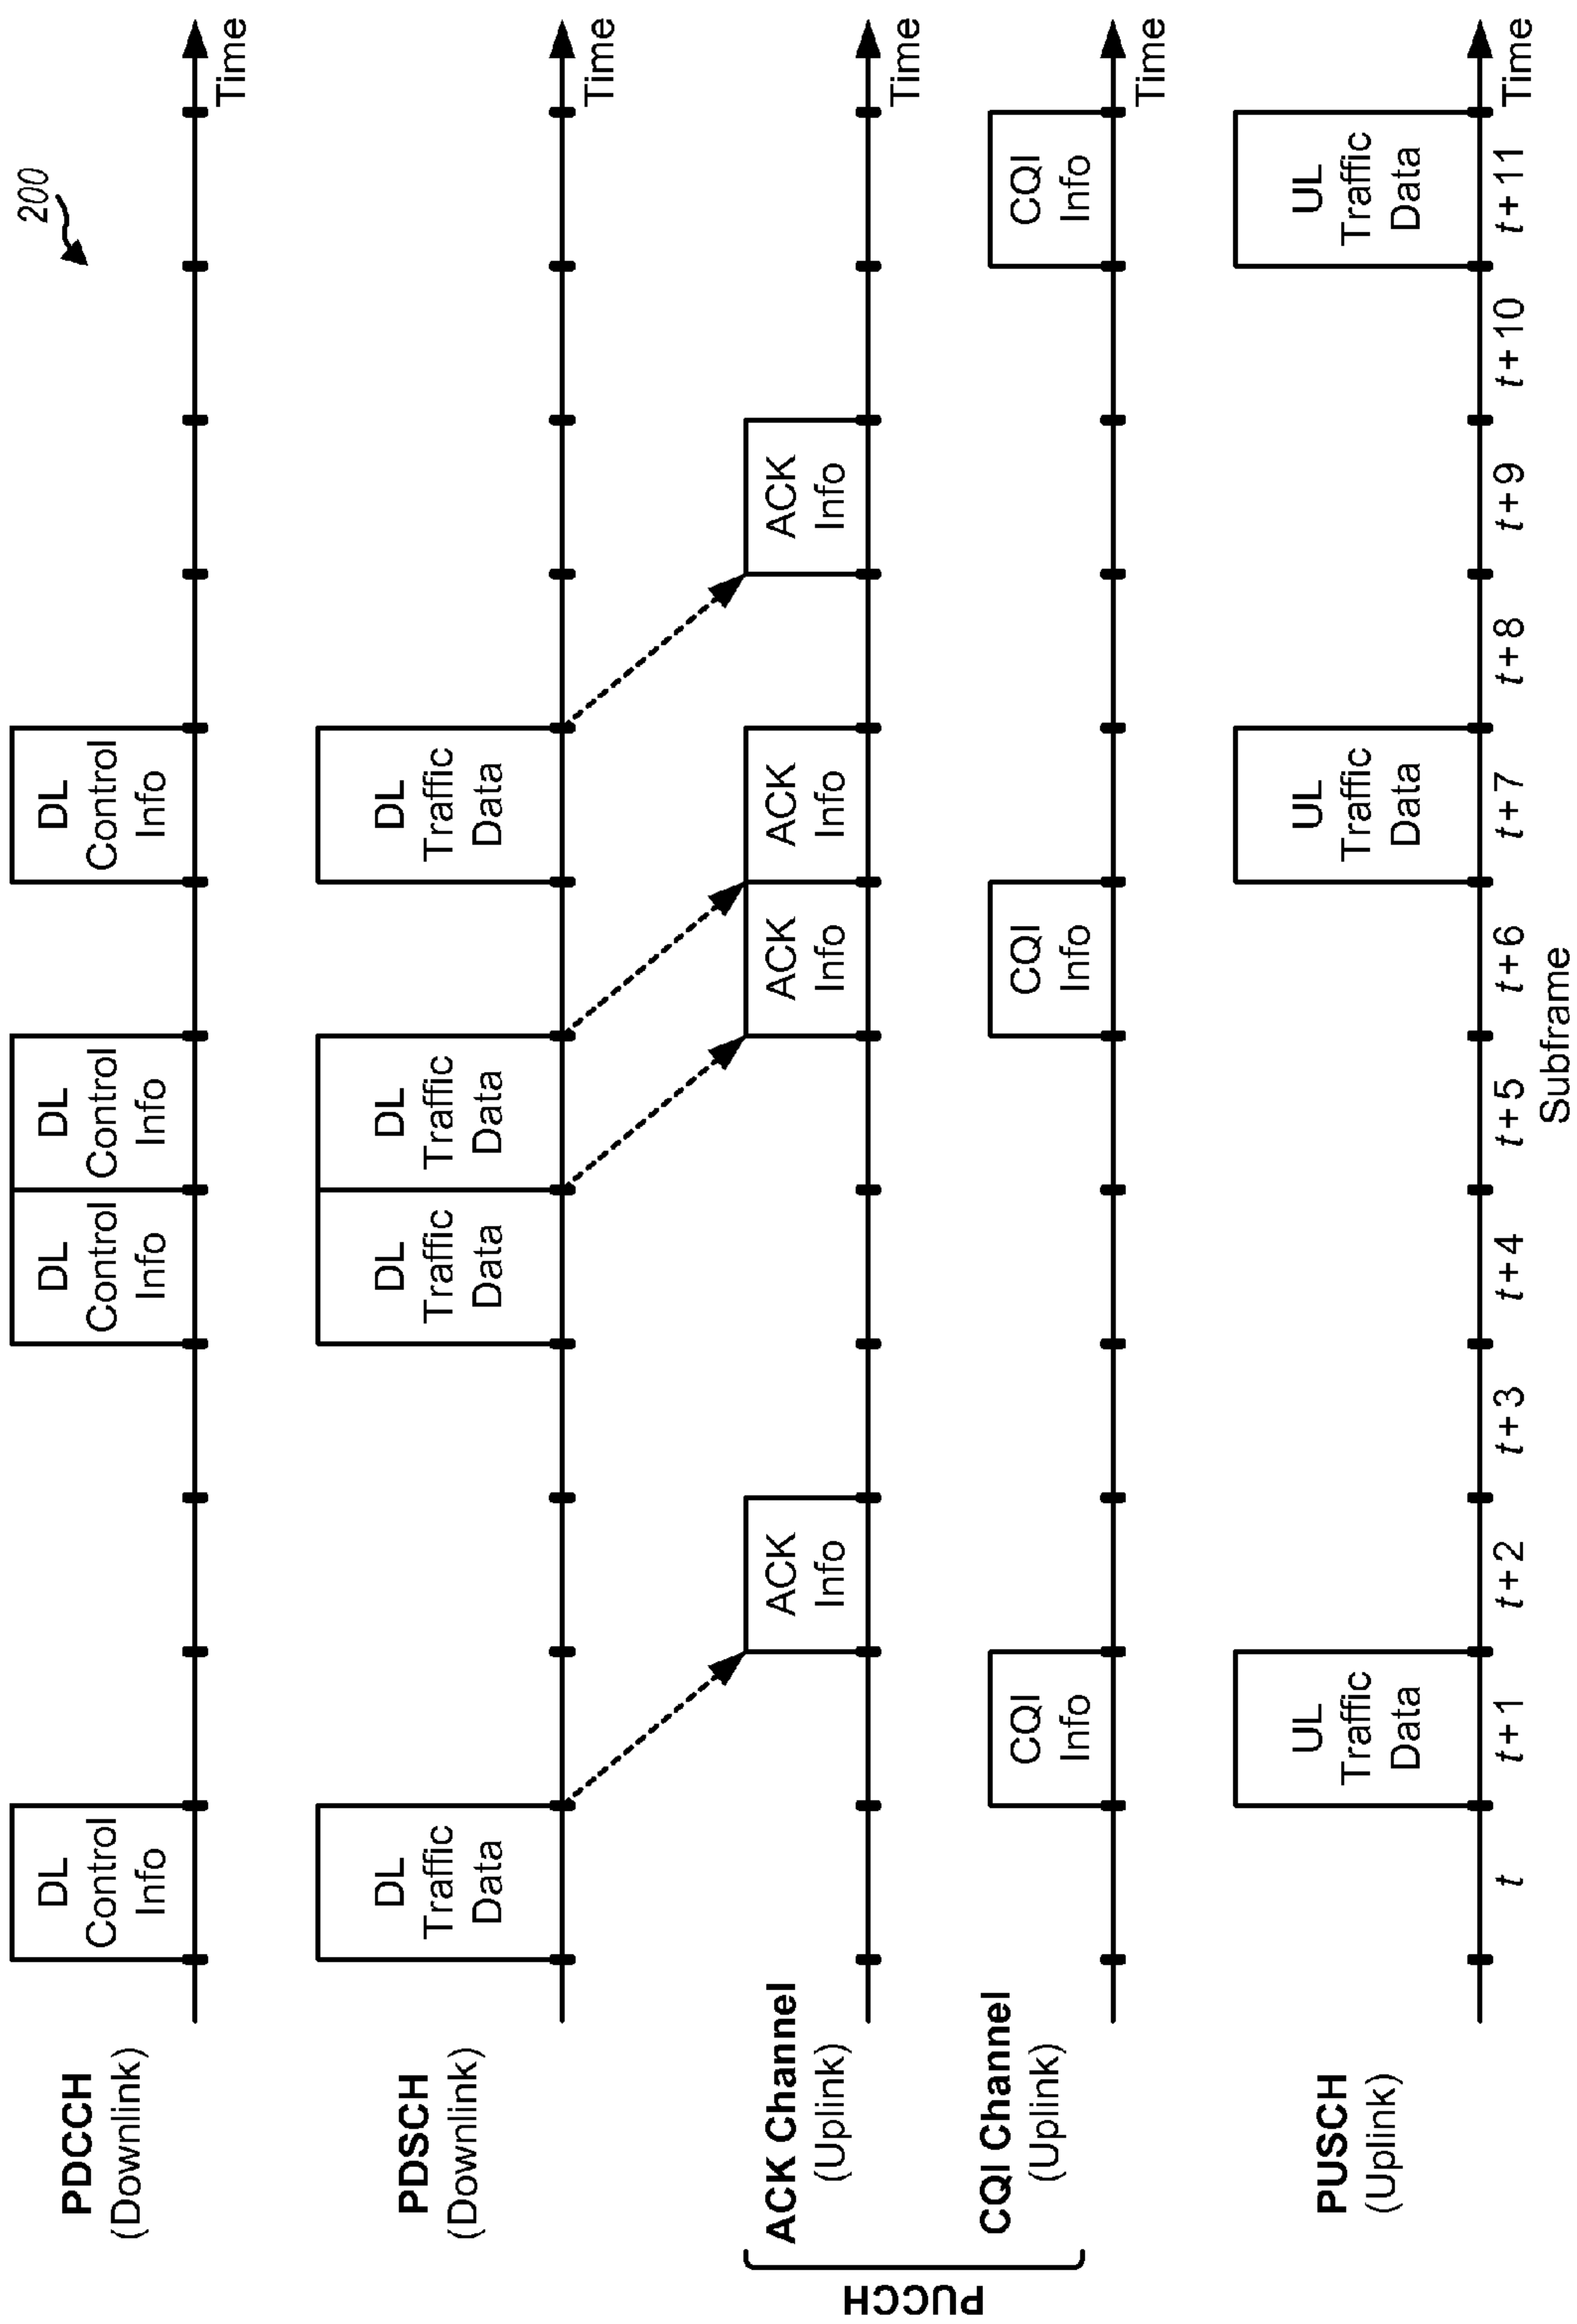 200
PDCCH
(Downlink)
DL
Control
Info
DL
Control
Info
DL
Control
Info
DL
Control
Info
Time
PDSCH
(Downlink)
DL
Traffic
Data
DL
Traffic
Data
DL
Traffic
Data
DL
Traffic
Data
Time
PUCCH
ACK Channel
(Uplink)
ACK
Info
ACK
Info
ACK
Info
ACK
Info
Time
CQI Channel
(Uplink)
CQI
Info
CQI
Info
CQI
Info
Time
PUSCH
(Uplink)
UL
Traffic
Data
UL
Traffic
Data
UL
Traffic
Data
Time
t t+1 t+2 t+3 t+4 t+5 t+6 t+7 t+8 t+9 t+10 t+11
Subframe